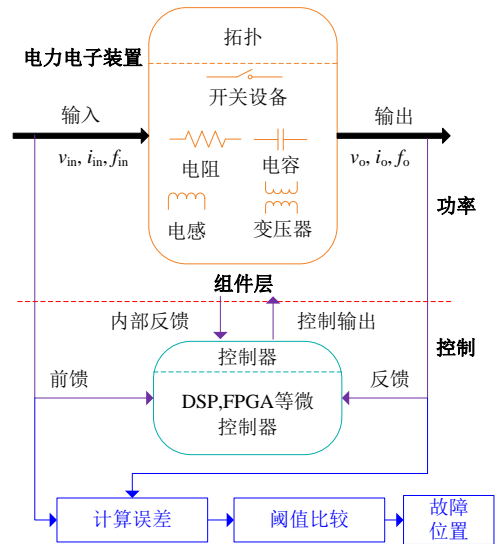 拓扑
电力电子装置
开关设备
输入
输出
vin, iin, fin
vo, io, fo
电阻
电容
电感
变压器
功率
组件层
内部反馈
控制输出
控制
控制器
前馈
反馈
DSP,FPGA等微
控制器
计算误差
阈值比较
故障
位置